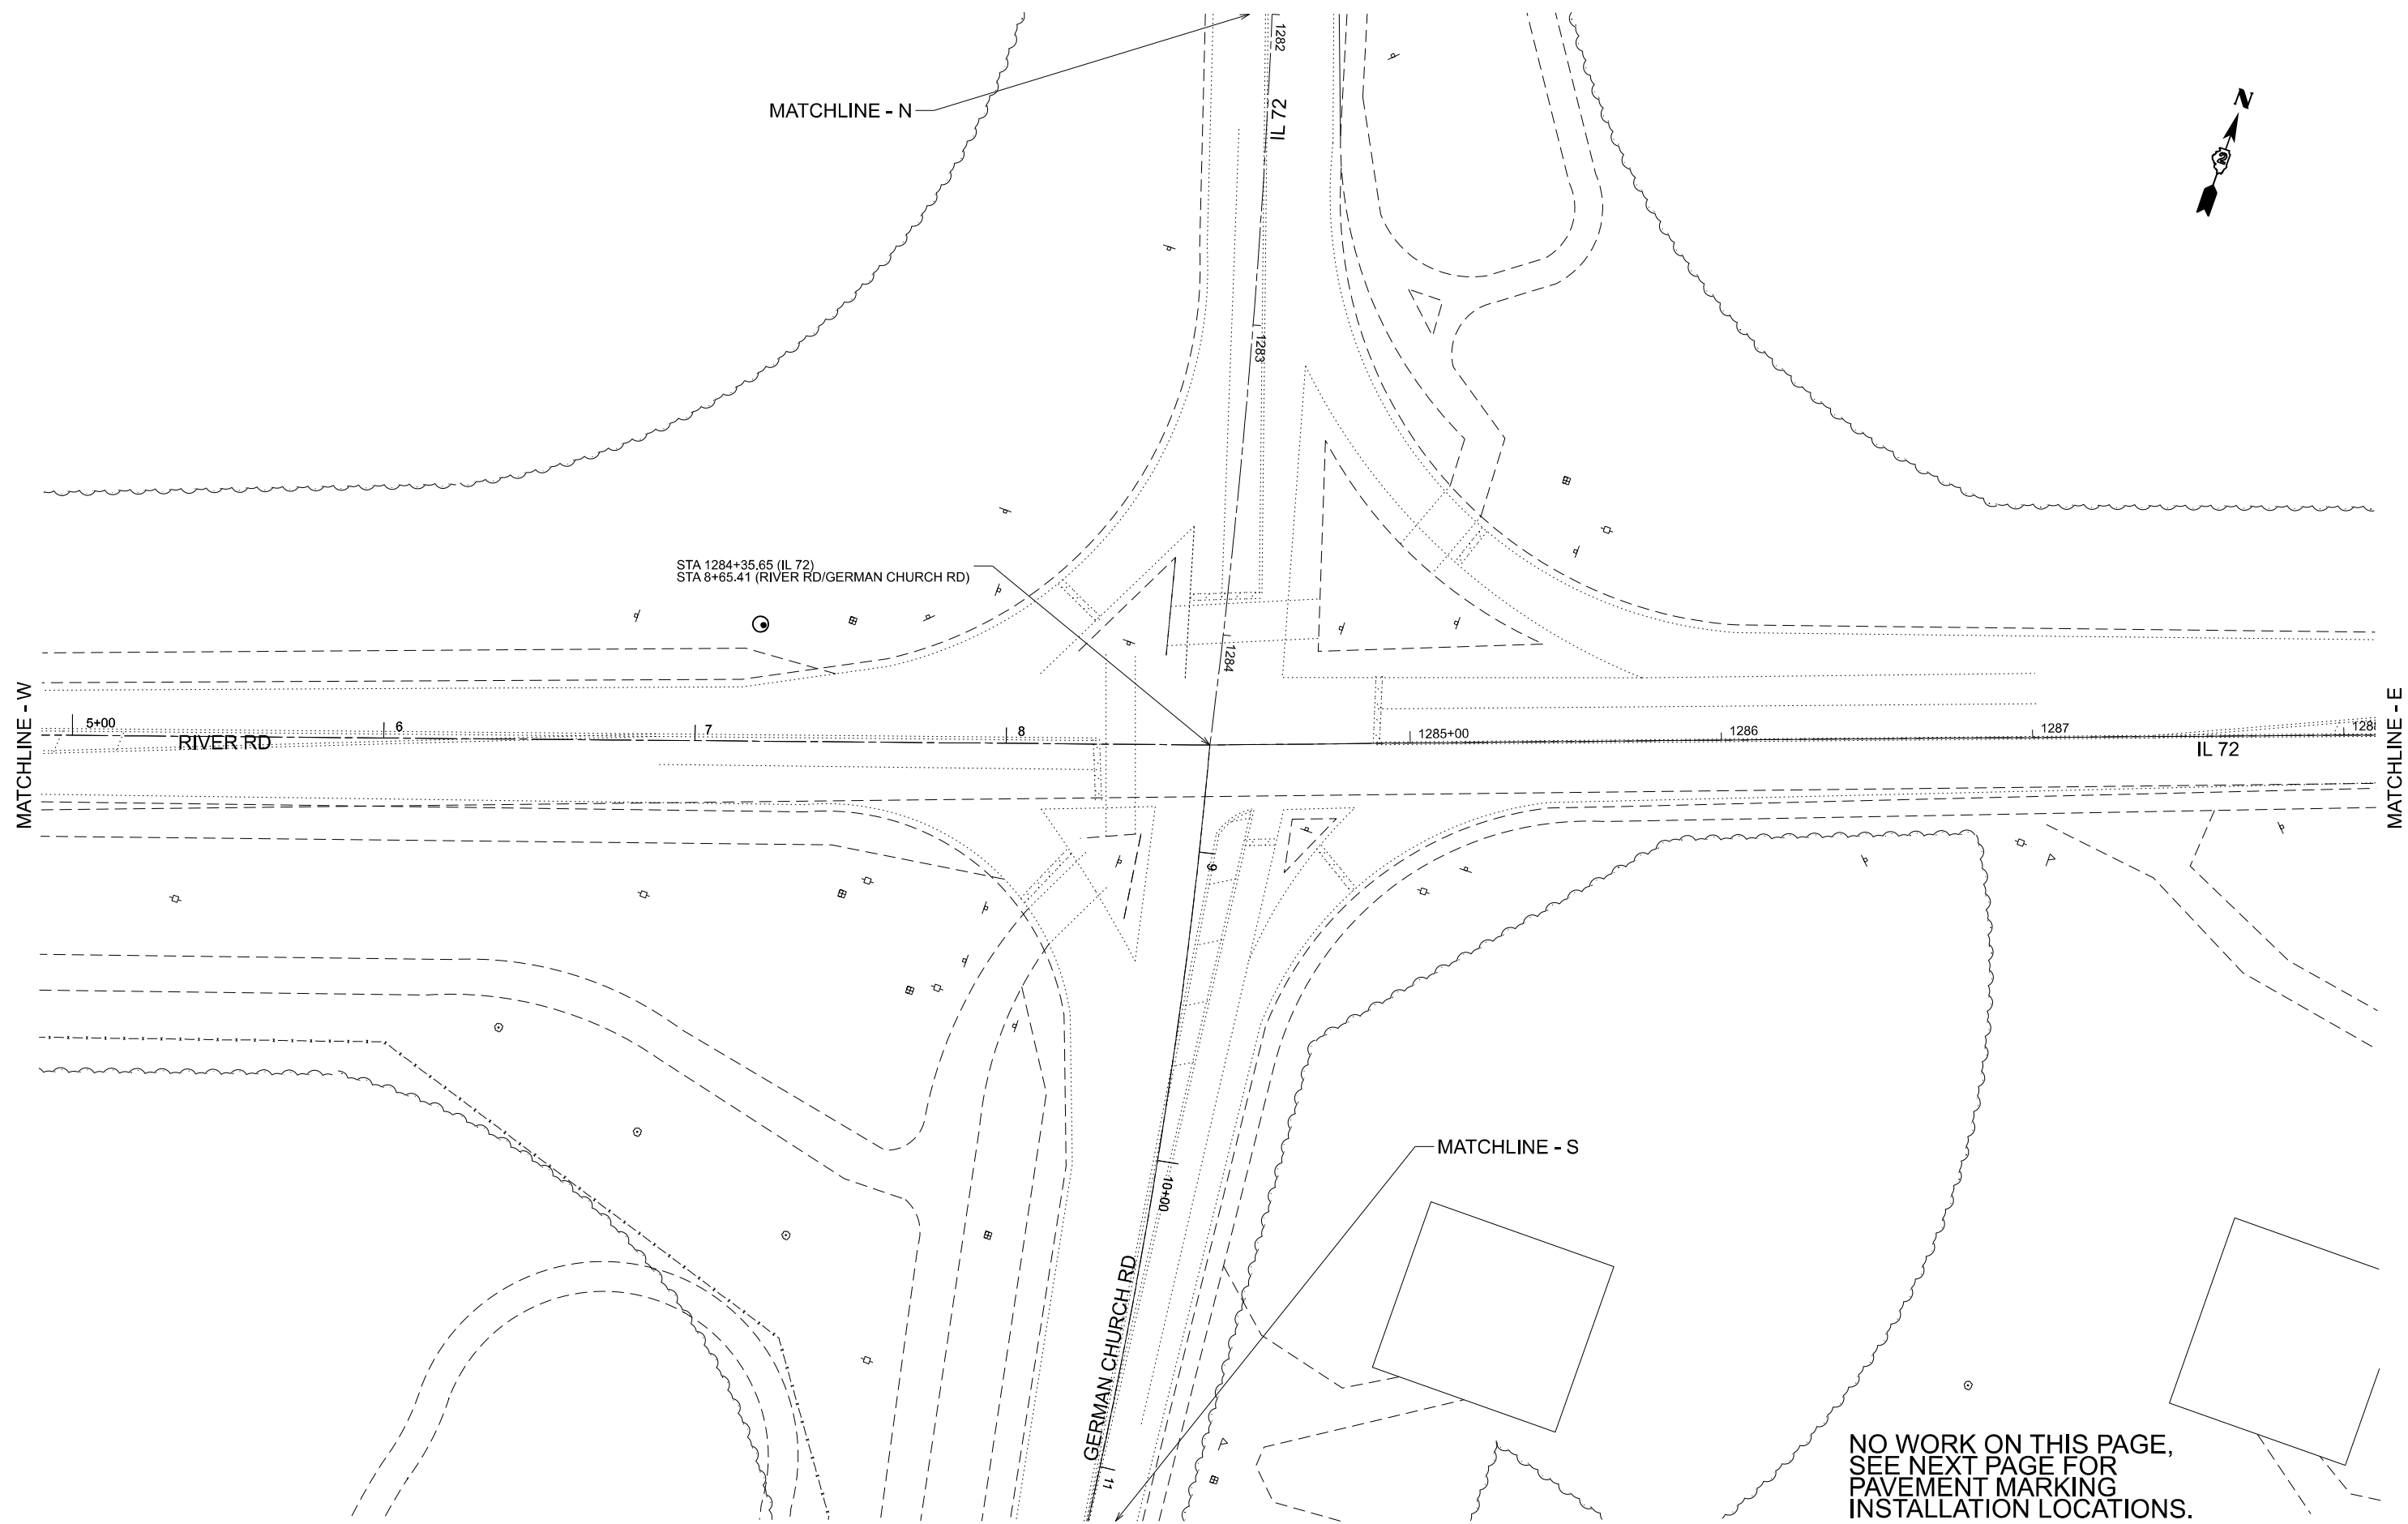 1282
MATCHLINE - N
IL 72
N
1283
STA 1284+35.65 (IL 72)
STA 8+65.41 (RIVER RD/GERMAN CHURCH RD)
1284
MATCHLINE - W
MATCHLINE - E
5+00
6
7
8
1285+00
1286
1287
RIVER RD
IL 72
9
MATCHLINE - S
10+00
GERMAN CHURCH RD
11
NO WORK ON THIS PAGE,
SEE NEXT PAGE FOR
PAVEMENT MARKING
INSTALLATION LOCATIONS.